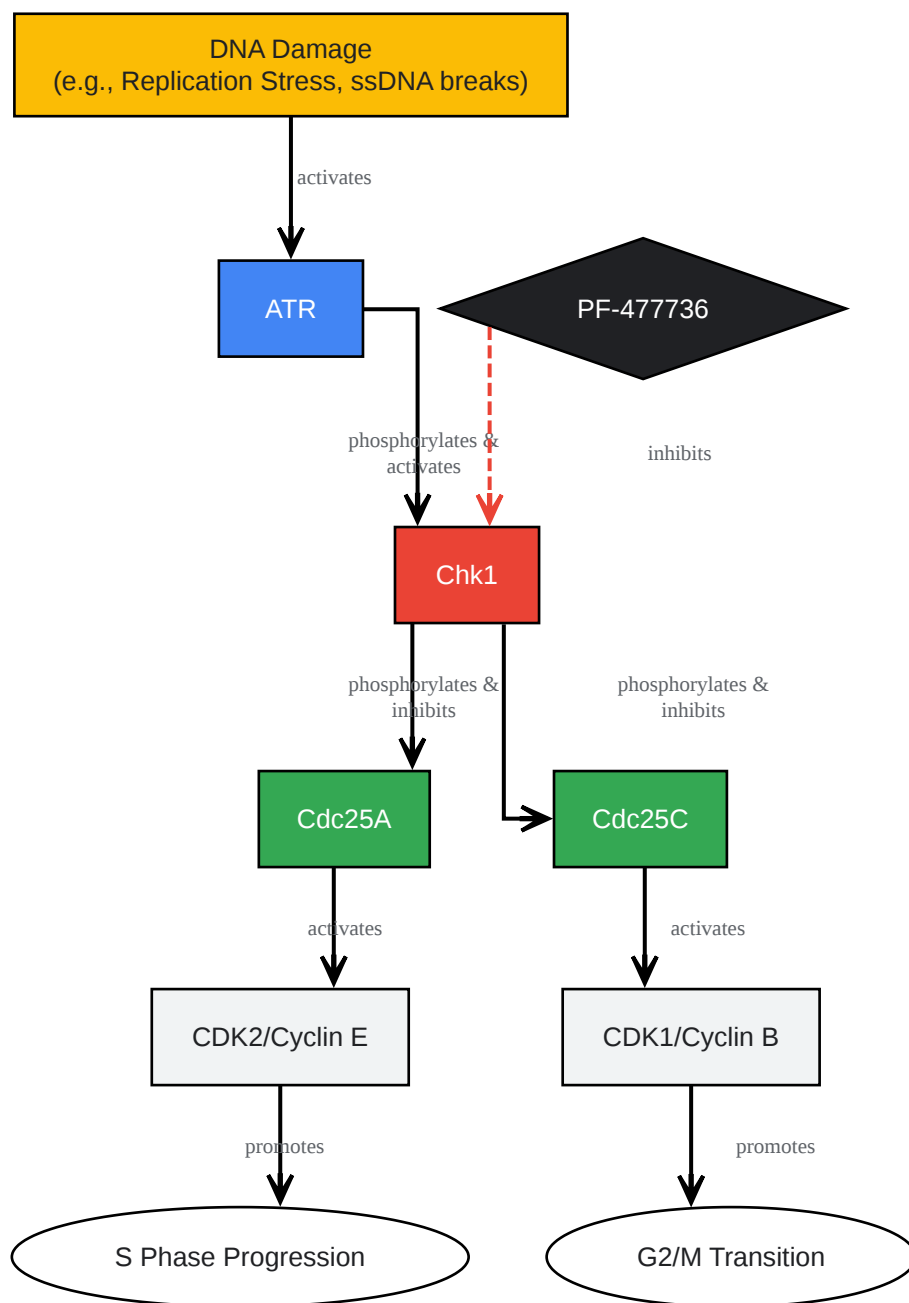 DNA Damage
(e.g., Replication Stress, ssDNA breaks)
activates
ATR
PF-477736
phosphorylates &
activates
inhibits
Chk1
phosphorylates &
inhibits
phosphorylates &
inhibits
Cdc25A
Cdc25C
activates
activates
CDK2/Cyclin E
CDK1/Cyclin B
promotes
promotes
S Phase Progression
G2/M Transition